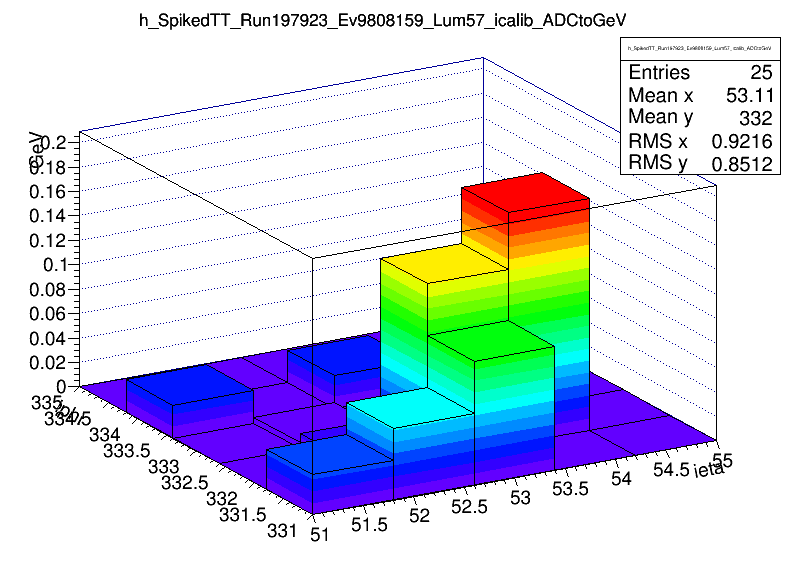 h_SpikedTT_Run197923_Ev9808159_Lum57_icalib_ADCtoGeV
h_SpikedTT_Run197923_Ev9808159_Lum57_icalib_ADCtoGeV
Entries 25
Mean x 53.11
Mean y 332
RMS x 0.9216
RMS y 0.8512
GeV
0.2
0.18
0.16
0.14
0.12
0.1
0.08
0.06
0.04
0.02
0
335
334.5
334
333.5
333
332.5
332
331.5
331
iphi
51
51.5
52
52.5
53
53.5
54
54.5
55
ieta